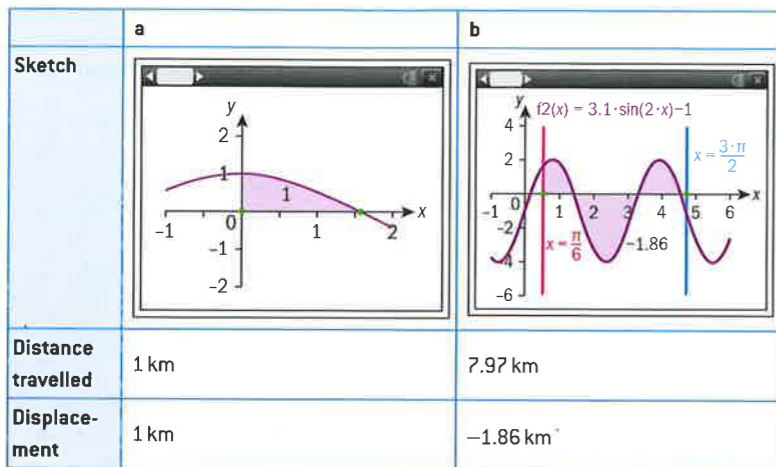 a b
Sketch
y
2
1
1
0
-1 1 2 x
-1
-2
y f2(x) = 3.1·sin(2·x)−1
4
x = 3·π/2
2
-1 0 1 2 3 4 5 6 x
-2
x = π/6 −1.86
-4
-6
Distance
travelled
1 km 7.97 km
Displace-
ment
1 km −1.86 km